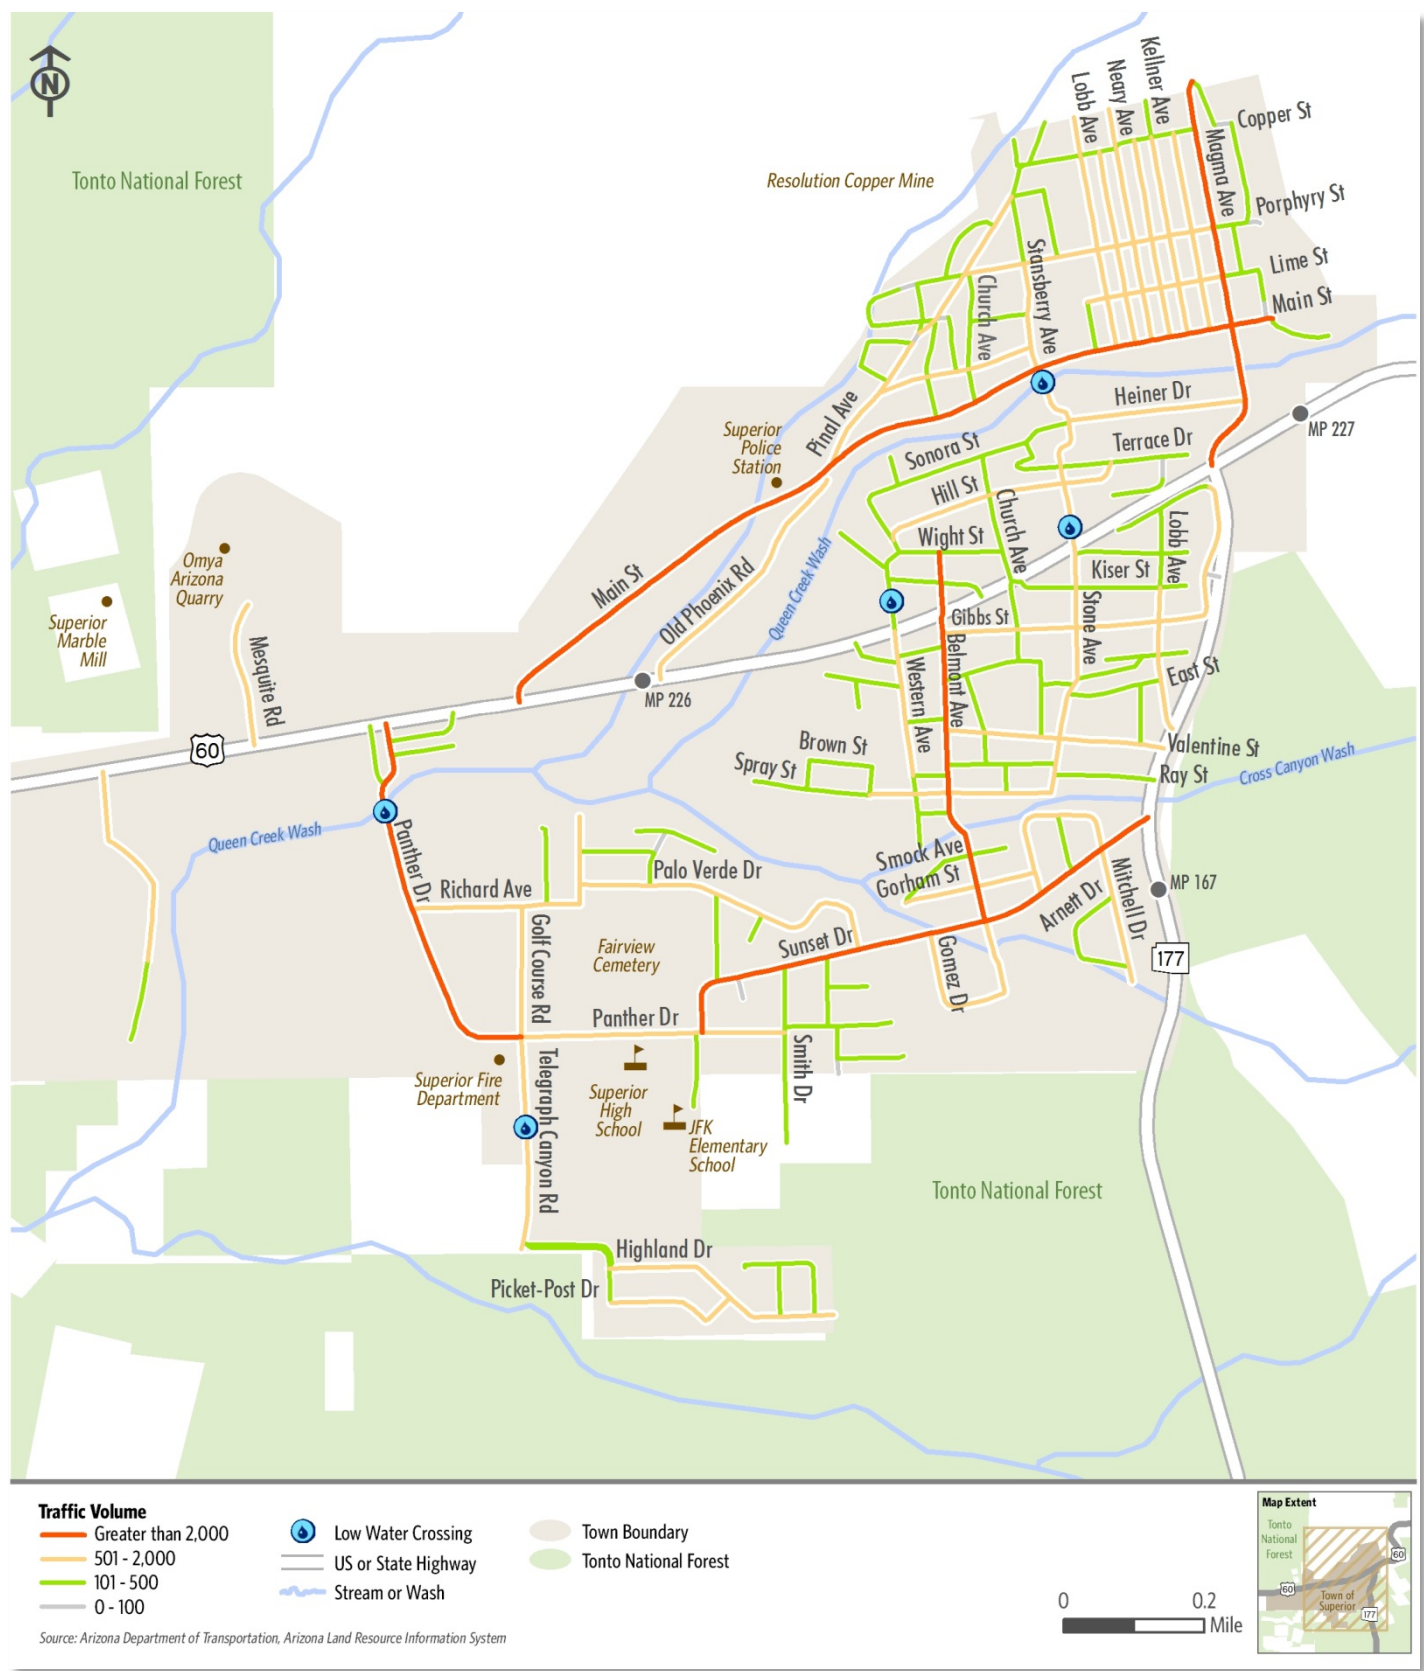 N
Tonto National Forest
Resolution Copper Mine
Lobb Ave
Neary Ave
Kellner Ave
Magma Ave
Copper St
Porphyry St
Lime St
Main St
Stansberry Ave
Church Ave
Heiner Dr
MP 227
Terrace Dr
Pinal Ave
Superior
Police
Station
Sonora St
Hill St
Church Ave
Wight St
Lobb Ave
Kiser St
Omya
Arizona
Quarry
Superior
Marble
Mill
Main St
Old Phoenix Rd
Queen Creek Wash
Gibbs St
Stone Ave
Mesquite Rd
MP 226
Western Ave
Belmont Ave
East St
60
Brown St
Spray St
Valentine St
Ray St
Cross Canyon Wash
Queen Creek Wash
Panther Dr
Richard Ave
Palo Verde Dr
Smock Ave
Gorham St
Arnett Dr
Mitchell Dr
MP 167
Golf Course Rd
Fairview
Cemetery
Sunset Dr
Gomez Dr
177
Panther Dr
Superior Fire
Department
Telegraph Canyon Rd
Superior
High
School
JFK
Elementary
School
Smith Dr
Tonto National Forest
Highland Dr
Picket-Post Dr
Traffic Volume
Greater than 2,000
501 - 2,000
101 - 500
0 - 100
Low Water Crossing
US or State Highway
Stream or Wash
Town Boundary
Tonto National Forest
0 0.2
Mile
Map Extent
Tonto
National
Forest
60
60
Town of
Superior
177
Source: Arizona Department of Transportation, Arizona Land Resource Information System